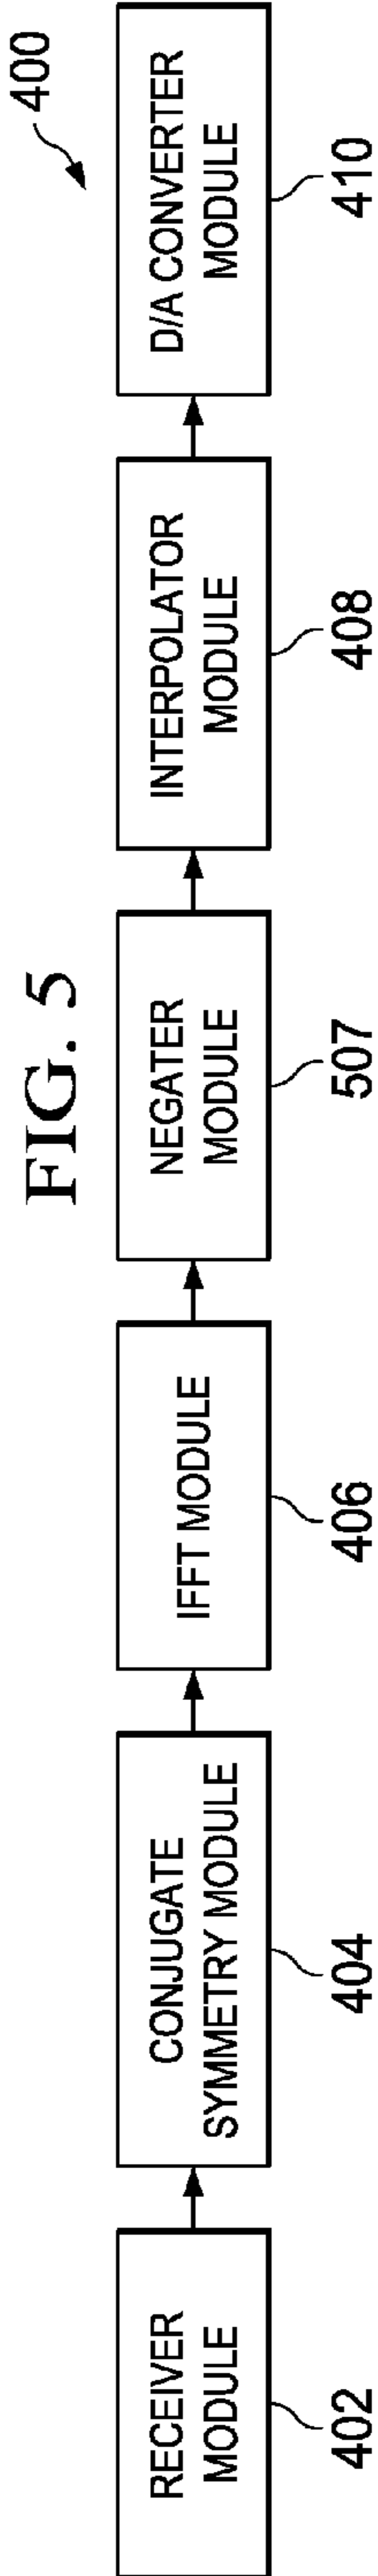 FIG. 5
400
RECEIVER
MODULE
402
CONJUGATE
SYMMETRY MODULE
404
IFFT MODULE
406
NEGATER
MODULE
507
INTERPOLATOR
MODULE
408
D/A CONVERTER
MODULE
410